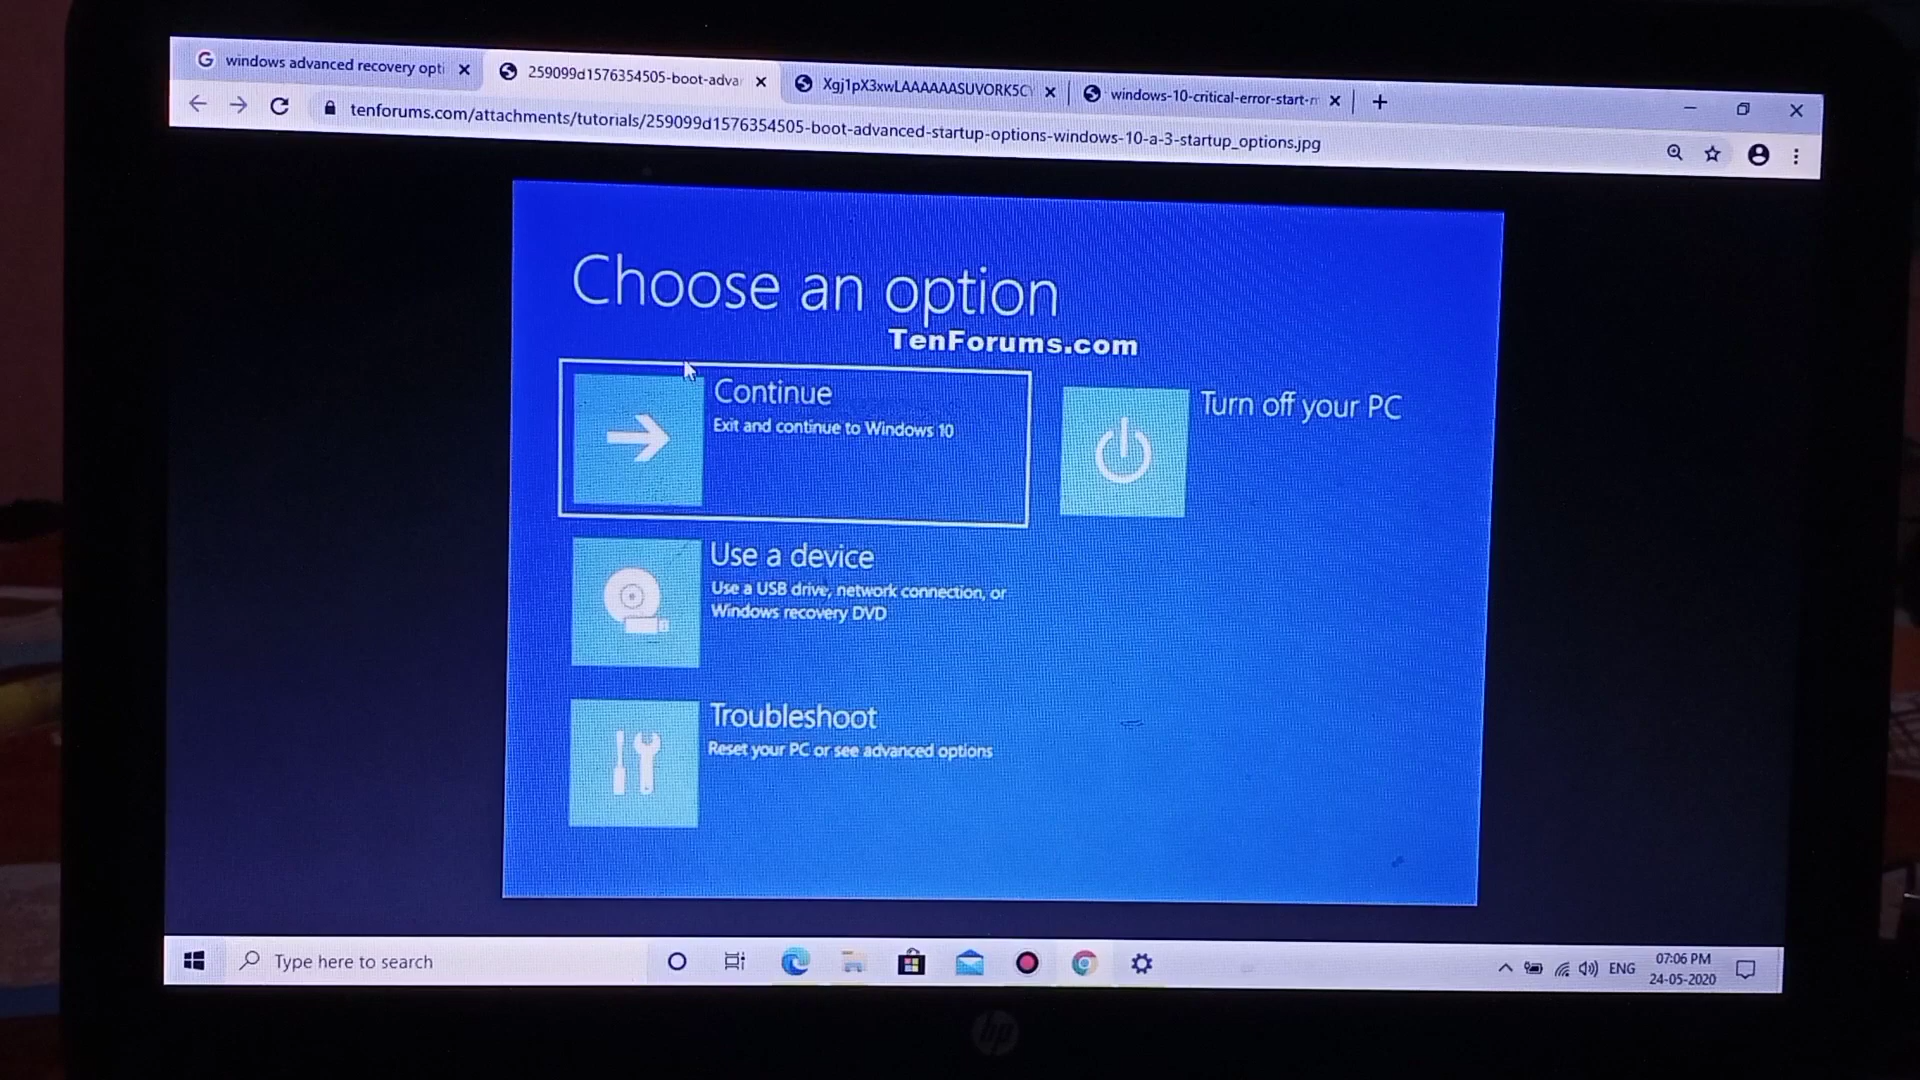 windows advanced recovery opti
259099d1576354505-boot-advar
Xgj1pX3xwLAAAAAASUVORK5CY
windows-10-critical-error-start-m
tenforums.com/attachments/tutorials/259099d1576354505-boot-advanced-startup-options-windows-10-a-3-startup_options.jpg
Choose an option
TenForums.com
Continue
Exit and continue to Windows 10
Turn off your PC
Use a device
Use a USB drive, network connection, or
Windows recovery DVD
Troubleshoot
Reset your PC or see advanced options
Type here to search
ENG
07:06 PM
24-05-2020
hp